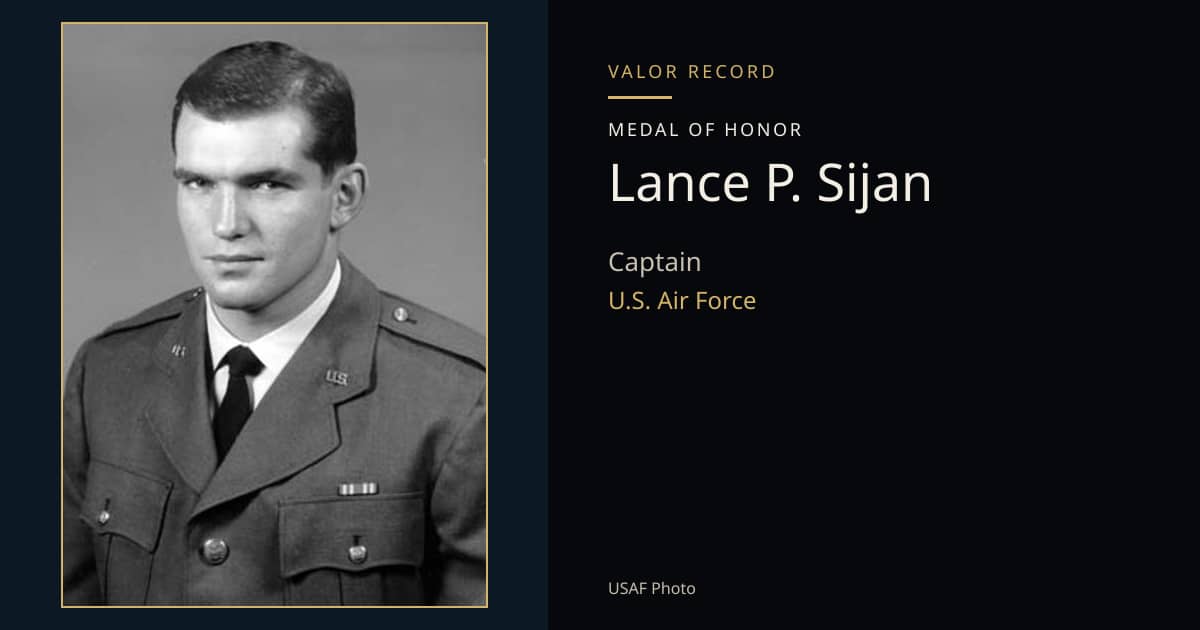 VALOR RECORD
MEDAL OF HONOR
Lance P. Sijan
Captain
U.S. Air Force
USAF Photo
U.S.